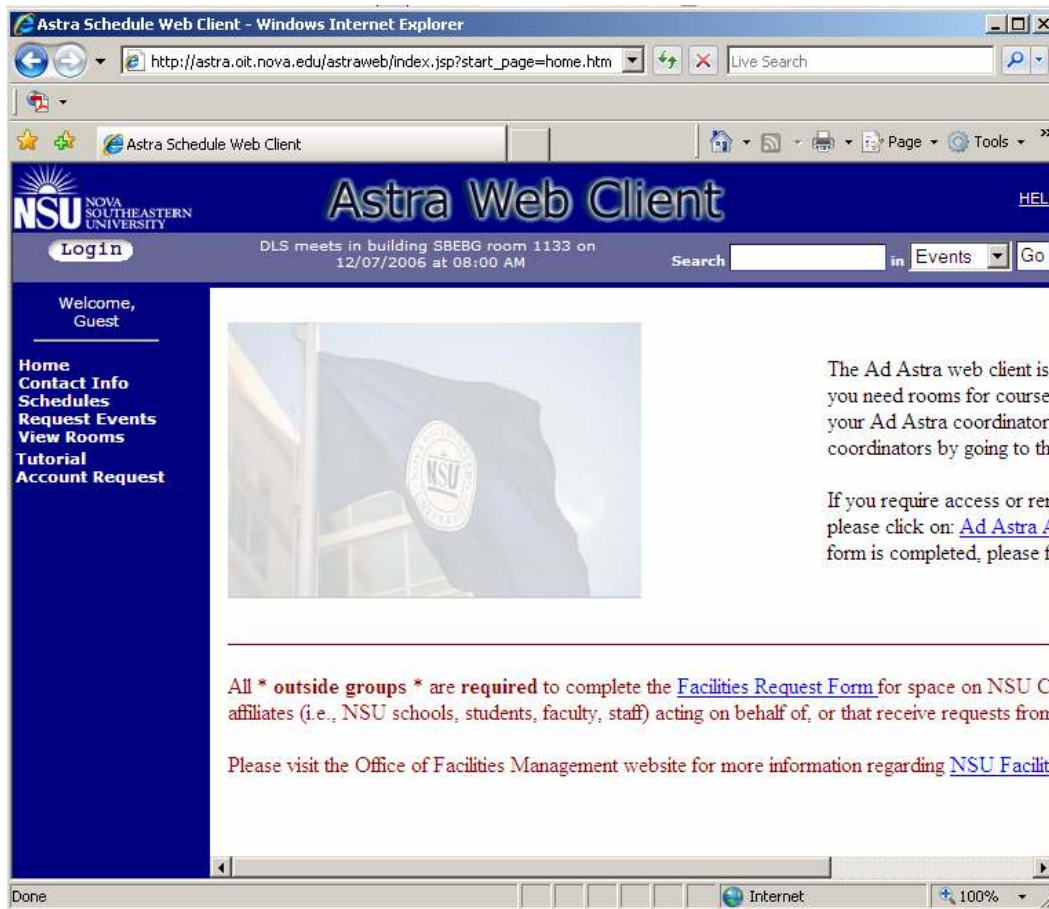 Astra Schedule Web Client - Windows Internet Explorer
http://astra.oit.nova.edu/astraweb/index.jsp?start_page=home.htm
Live Search
Astra Schedule Web Client
Page
Tools
NSU NOVA SOUTHEASTERN UNIVERSITY
Astra Web Client
HEL
Login
DLS meets in building SBEBG room 1133 on
12/07/2006 at 08:00 AM
Search
in
Events
Go
Welcome,
Guest
Home
Contact Info
Schedules
Request Events
View Rooms
Tutorial
Account Request
NSU
The Ad Astra web client is
you need rooms for course
your Ad Astra coordinator
coordinators by going to th
If you require access or rer
please click on: Ad Astra A
form is completed, please f
All * outside groups * are required to complete the Facilities Request Form for space on NSU C
affiliates (i.e., NSU schools, students, faculty, staff) acting on behalf of, or that receive requests from
Please visit the Office of Facilities Management website for more information regarding NSU Facilit
Done
Internet
100%